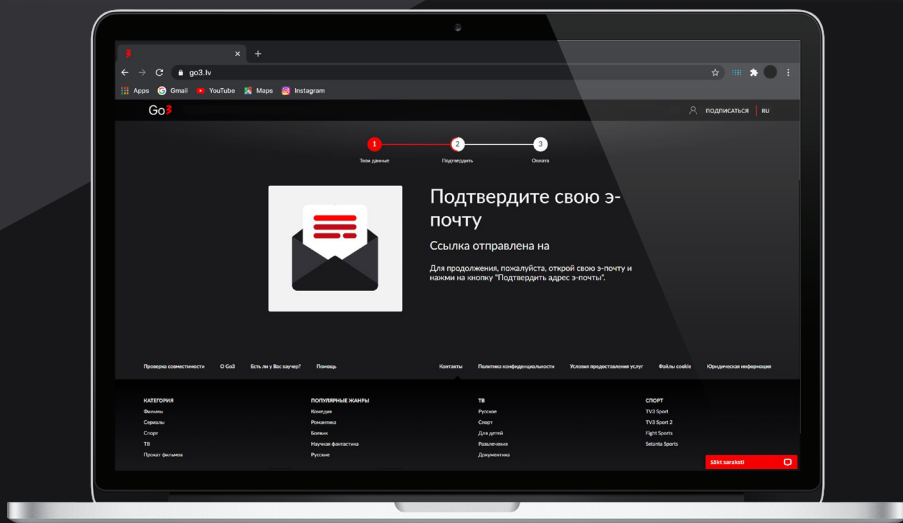 go3.lv
Apps Gmail YouTube Maps Instagram
Go3 ПОДПИСАТЬСЯ RU
1 2 3
Твои данные Подтвердить Оплата
Подтвердите свою э-
почту
Ссылка отправлена на
Для продолжения, пожалуйста, открой свою э-почту и
нажми на кнопку "Подтвердить адрес э-почты".
Проверка совместимости О Go3 Есть ли у Вас ваучер? Помощь Контакты Политика конфиденциальности Условия предоставления услуг Файлы cookie Юридическая информация
КАТЕГОРИЯ ПОПУЛЯРНЫЕ ЖАНРЫ ТВ СПОРТ
Фильмы Комедия Русские TV3 Sport
Сериалы Романтика Спорт TV3 Sport 2
Спорт Боевик Для детей Fight Sports
ТВ Научная фантастика Развлечения Setanta Sports
Прокат фильмов Русские Документика
Sākt saraksti